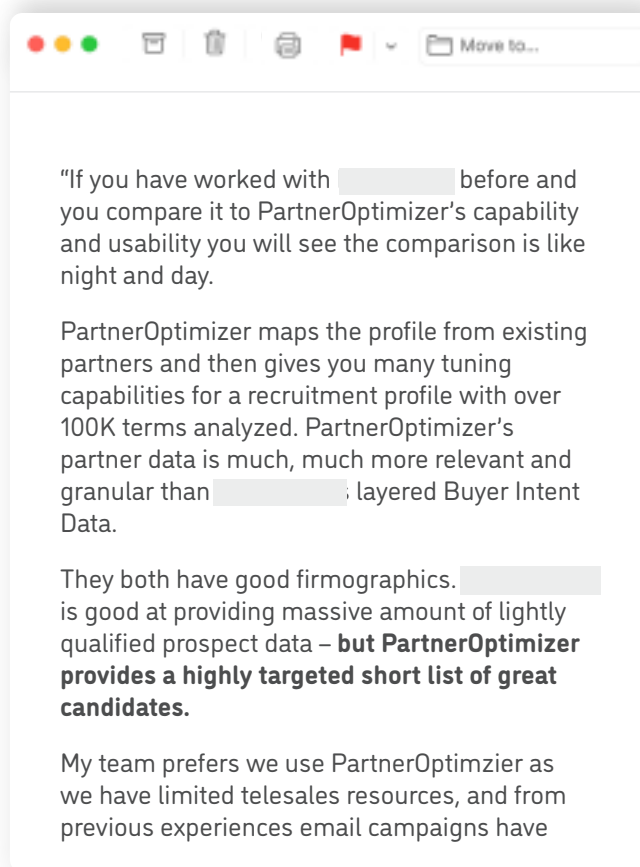 Move to...
“If you have worked with before and
you compare it to PartnerOptimizer’s capability
and usability you will see the comparison is like
night and day.
PartnerOptimizer maps the profile from existing
partners and then gives you many tuning
capabilities for a recruitment profile with over
100K terms analyzed. PartnerOptimizer’s
partner data is much, much more relevant and
granular than layered Buyer Intent
Data.
They both have good firmographics.
is good at providing massive amount of lightly
qualified prospect data – but PartnerOptimizer
provides a highly targeted short list of great
candidates.
My team prefers we use PartnerOptimzier as
we have limited telesales resources, and from
previous experiences email campaigns have